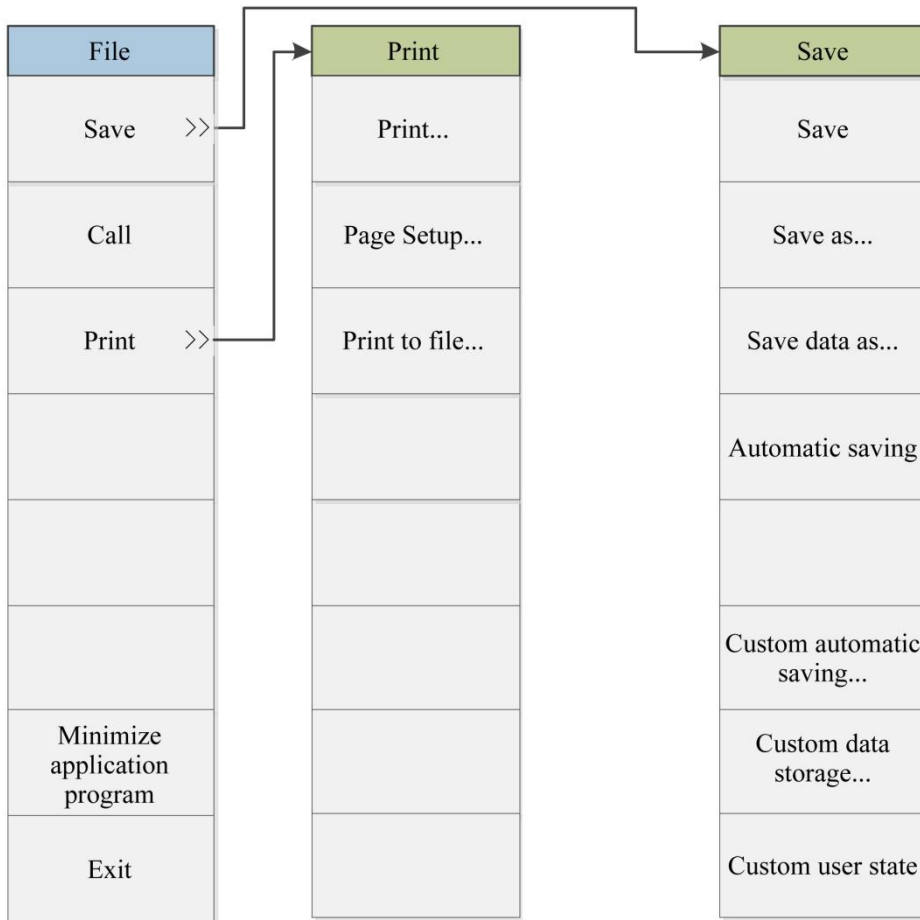 File
Save >>
Call
Print >>
Minimize
application
program
Exit
Print
Print...
Page Setup...
Print to file...
Save
Save
Save as...
Save data as...
Automatic saving
Custom automatic
saving...
Custom data
storage...
Custom user state